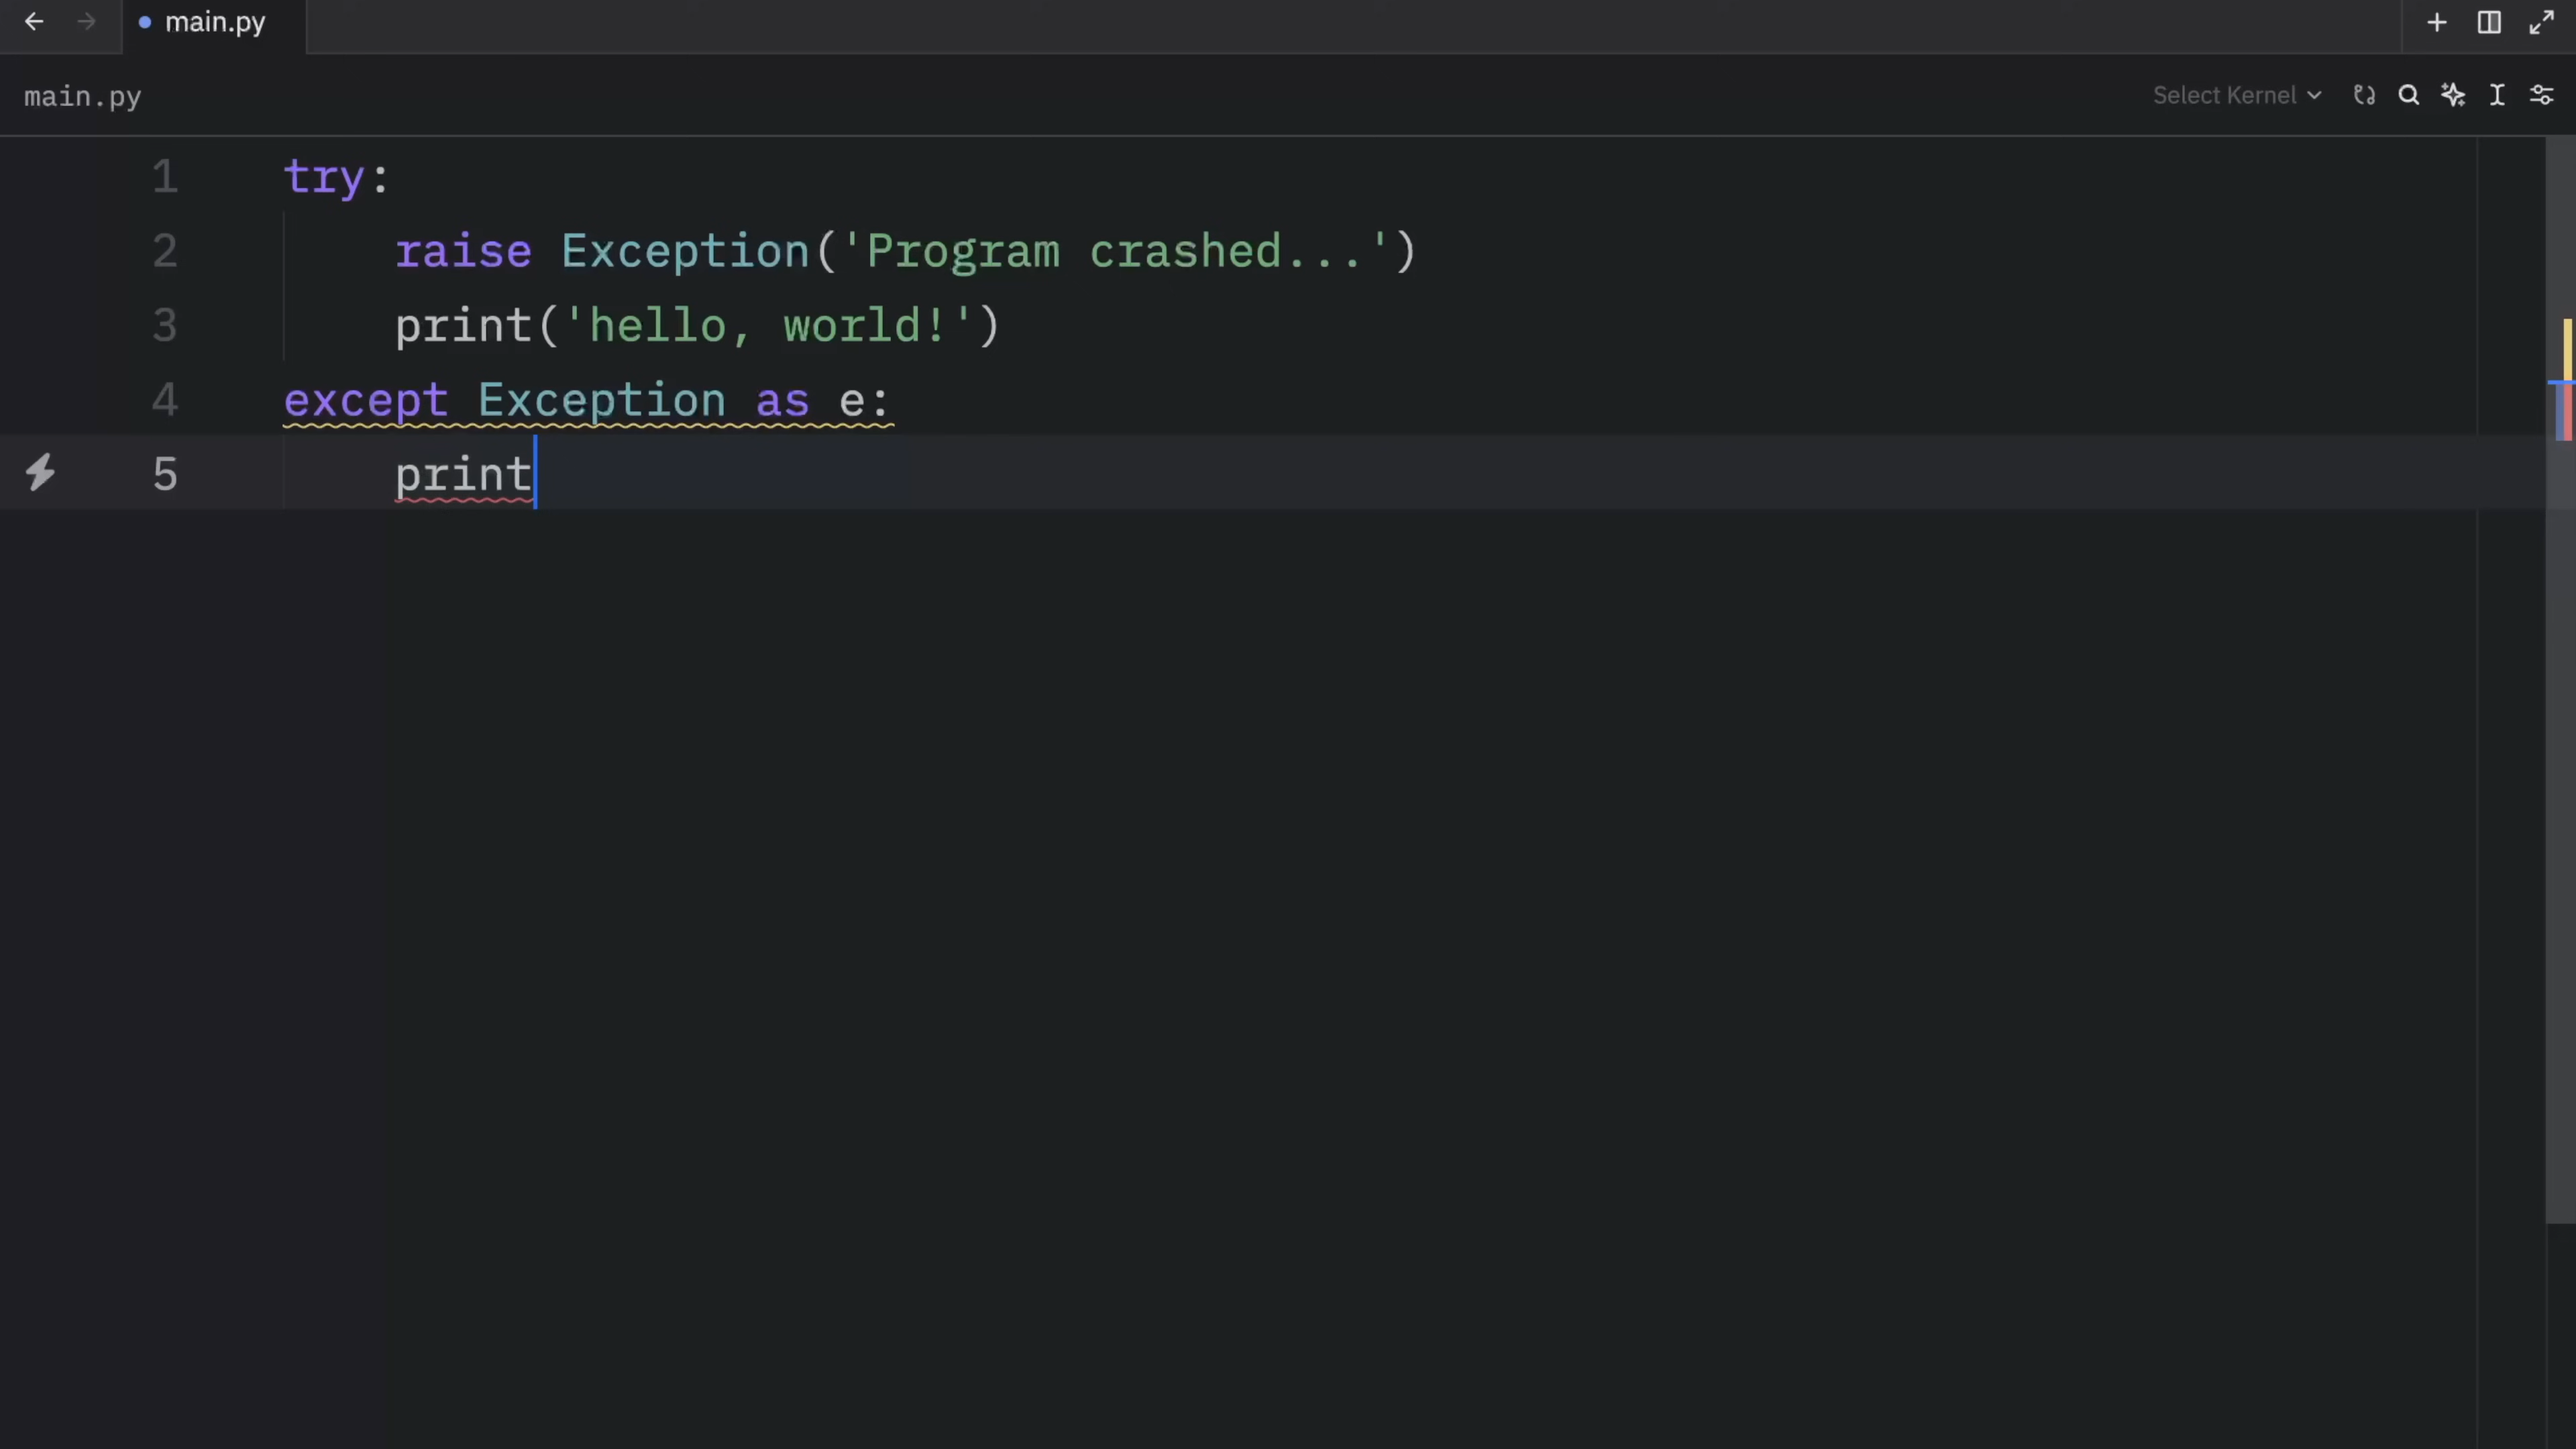 main.py
main.py
Select Kernel
1 try:
2 raise Exception('Program crashed...')
3 print('hello, world!')
4 except Exception as e:
5 print